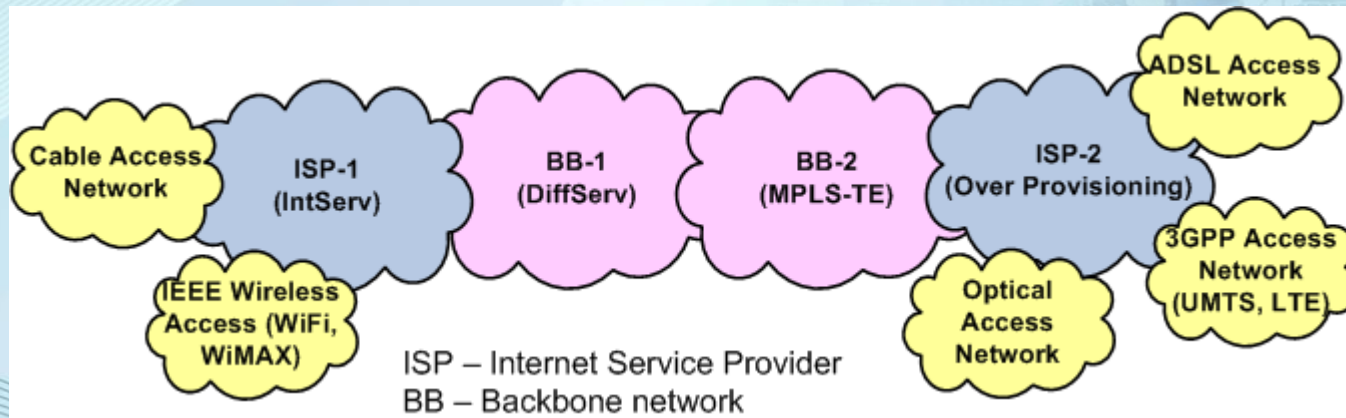 Cable Access
Network
ISP-1
(IntServ)
IEEE Wireless
Access (WiFi,
WiMAX)
BB-1
(DiffServ)
BB-2
(MPLS-TE)
ISP-2
(Over Provisioning)
ADSL Access
Network
3GPP Access
Network
(UMTS, LTE)
Optical
Access
Network
ISP – Internet Service Provider
BB – Backbone network